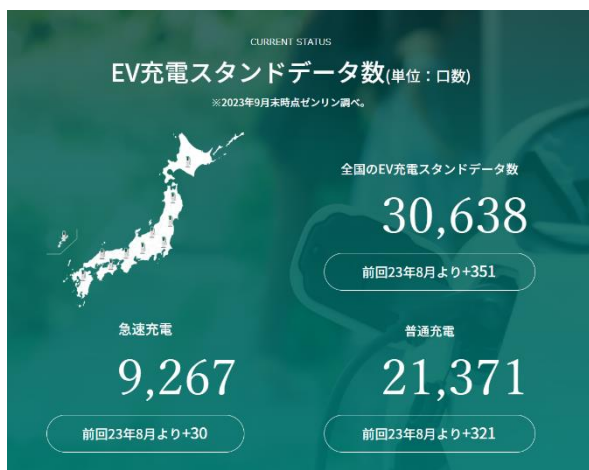 CURRENT STATUS
EV充電スタンドデータ数(単位：口数)
※2023年9月末時点ゼンリン調べ。
全国のEV充電スタンドデータ数
30,638
前回23年8月より+351
急速充電
9,267
前回23年8月より+30
普通充電
21,371
前回23年8月より+321